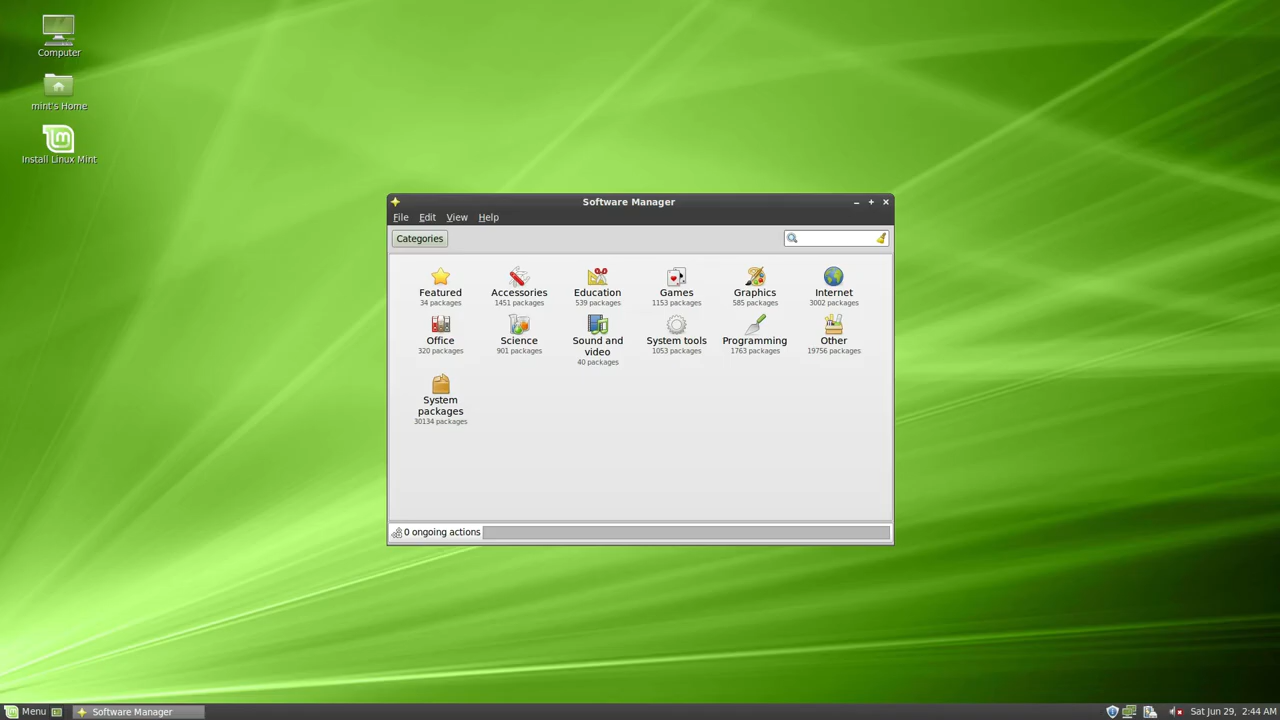 Computer
mint's Home
Install Linux Mint
Software Manager
File Edit View Help
Categories
Featured
34 packages
Accessories
1451 packages
Education
539 packages
Games
1153 packages
Graphics
585 packages
Internet
3002 packages
Office
320 packages
Science
901 packages
Sound and
video
40 packages
System tools
1053 packages
Programming
1763 packages
Other
19756 packages
System
packages
30134 packages
0 ongoing actions
Menu Software Manager Sat Jun 29, 2:44 AM